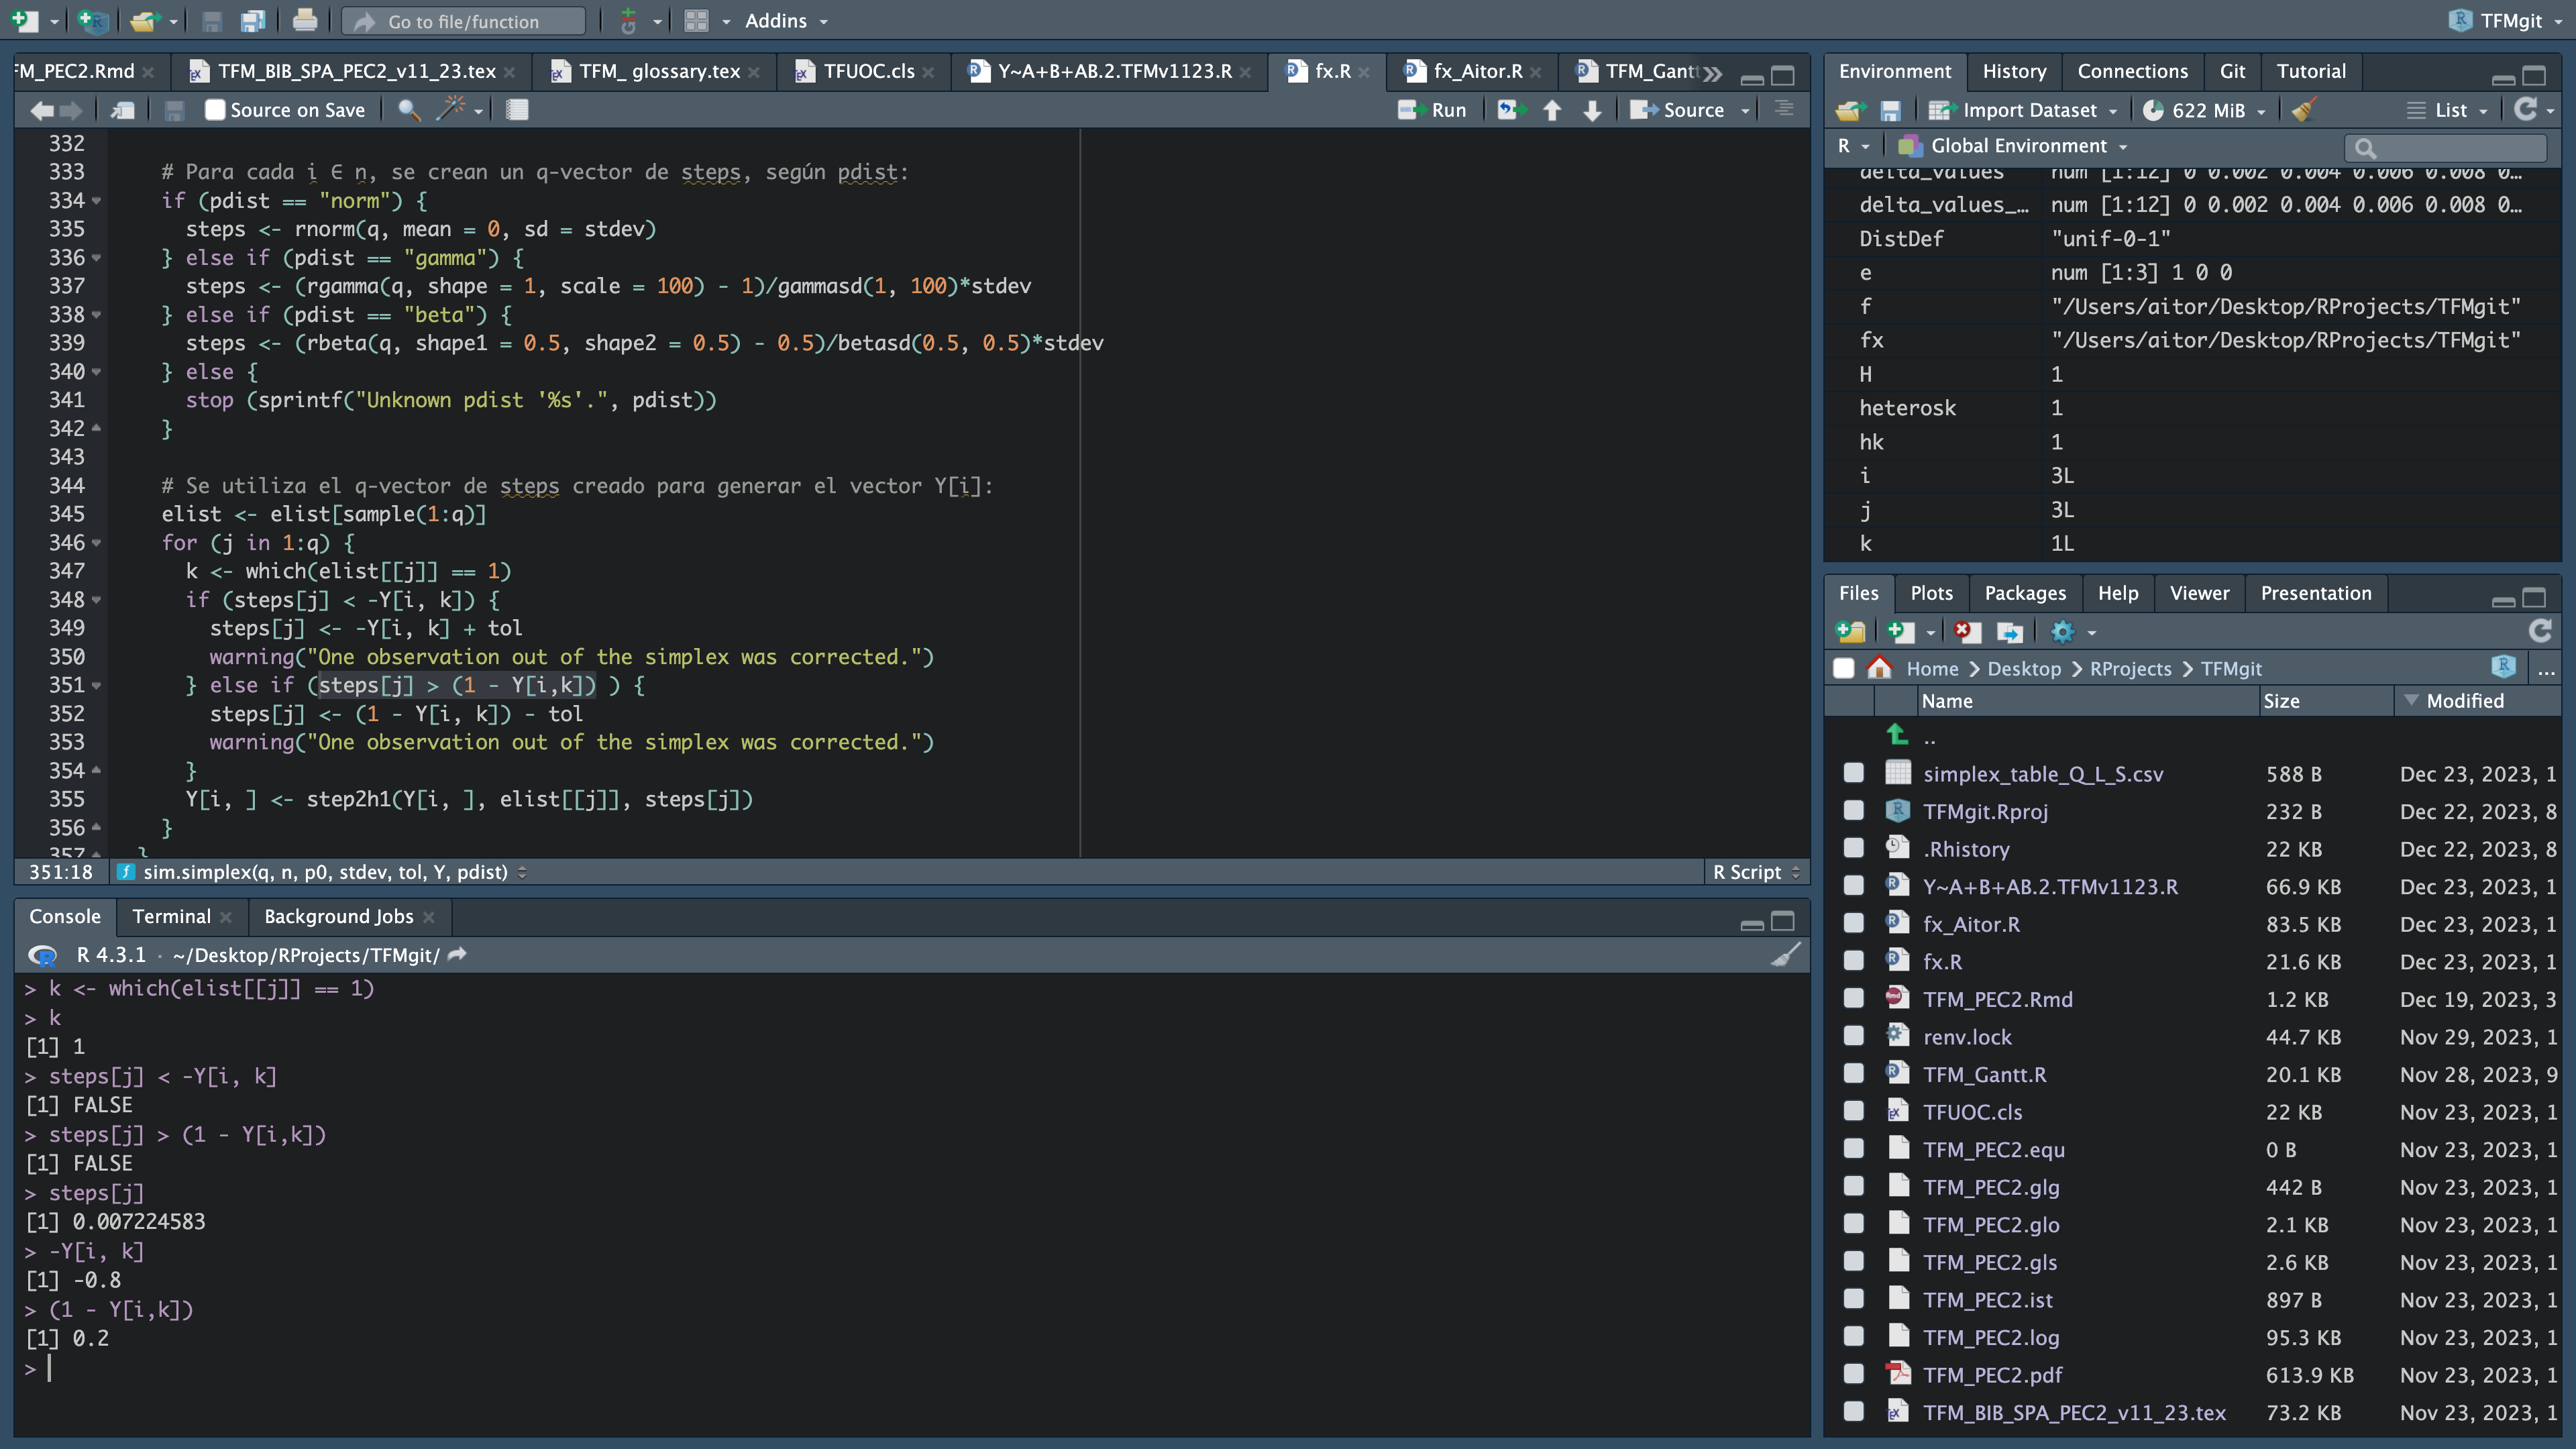 Go to file/function
Addins
TFMgit
FM_PEC2.Rmd
TFM_BIB_SPA_PEC2_v11_23.tex
TFM_ glossary.tex
TFUOC.cls
Y~A+B+AB.2.TFMv1123.R
fx.R
fx_Aitor.R
TFM_Gantt
Source on Save
Run
Source
332
333 # Para cada i ∈ n, se crean un q-vector de steps, según pdist:
334 if (pdist == "norm") {
335 steps <- rnorm(q, mean = 0, sd = stdev)
336 } else if (pdist == "gamma") {
337 steps <- (rgamma(q, shape = 1, scale = 100) - 1)/gammasd(1, 100)*stdev
338 } else if (pdist == "beta") {
339 steps <- (rbeta(q, shape1 = 0.5, shape2 = 0.5) - 0.5)/betasd(0.5, 0.5)*stdev
340 } else {
341 stop (sprintf("Unknown pdist '%s'.", pdist))
342 }
343
344 # Se utiliza el q-vector de steps creado para generar el vector Y[i]:
345 elist <- elist[sample(1:q)]
346 for (j in 1:q) {
347 k <- which(elist[[j]] == 1)
348 if (steps[j] < -Y[i, k]) {
349 steps[j] <- -Y[i, k] + tol
350 warning("One observation out of the simplex was corrected.")
351 } else if (steps[j] > (1 - Y[i,k]) ) {
352 steps[j] <- (1 - Y[i, k]) - tol
353 warning("One observation out of the simplex was corrected.")
354 }
355 Y[i, ] <- step2h1(Y[i, ], elist[[j]], steps[j])
356 }
357 }
351:18 sim.simplex(q, n, p0, stdev, tol, Y, pdist) R Script
Console Terminal Background Jobs
R 4.3.1 · ~/Desktop/RProjects/TFMgit/
> k <- which(elist[[j]] == 1)
> k
[1] 1
> steps[j] < -Y[i, k]
[1] FALSE
> steps[j] > (1 - Y[i,k])
[1] FALSE
> steps[j]
[1] 0.007224583
> -Y[i, k]
[1] -0.8
> (1 - Y[i,k])
[1] 0.2
>
Environment History Connections Git Tutorial
Import Dataset 622 MiB List
R Global Environment
delta_values num [1:12] 0 0.002 0.004 0.006 0.008 0…
delta_values_… num [1:12] 0 0.002 0.004 0.006 0.008 0…
DistDef "unif-0-1"
e num [1:3] 1 0 0
f "/Users/aitor/Desktop/RProjects/TFMgit"
fx "/Users/aitor/Desktop/RProjects/TFMgit"
H 1
heterosk 1
hk 1
i 3L
j 3L
k 1L
Files Plots Packages Help Viewer Presentation
Home Desktop RProjects TFMgit ...
Name Size Modified
..
simplex_table_Q_L_S.csv 588 B Dec 23, 2023, 1
TFMgit.Rproj 232 B Dec 22, 2023, 8
.Rhistory 22 KB Dec 22, 2023, 8
Y~A+B+AB.2.TFMv1123.R 66.9 KB Dec 23, 2023, 1
fx_Aitor.R 83.5 KB Dec 23, 2023, 1
fx.R 21.6 KB Dec 23, 2023, 1
TFM_PEC2.Rmd 1.2 KB Dec 19, 2023, 3
renv.lock 44.7 KB Nov 29, 2023, 1
TFM_Gantt.R 20.1 KB Nov 28, 2023, 9
TFUOC.cls 22 KB Nov 23, 2023, 1
TFM_PEC2.equ 0 B Nov 23, 2023, 1
TFM_PEC2.glg 442 B Nov 23, 2023, 1
TFM_PEC2.glo 2.1 KB Nov 23, 2023, 1
TFM_PEC2.gls 2.6 KB Nov 23, 2023, 1
TFM_PEC2.ist 897 B Nov 23, 2023, 1
TFM_PEC2.log 95.3 KB Nov 23, 2023, 1
TFM_PEC2.pdf 613.9 KB Nov 23, 2023, 1
TFM_BIB_SPA_PEC2_v11_23.tex 73.2 KB Nov 23, 2023, 1